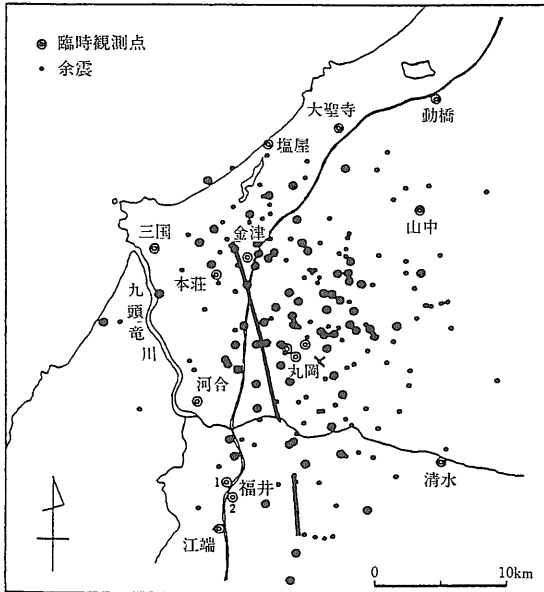 臨時観測点
余震
大聖寺
動橋
塩屋
山中
三国
金津
本荘
九頭竜川
丸岡
河合
清水
1
福井
2
江端
0
10km